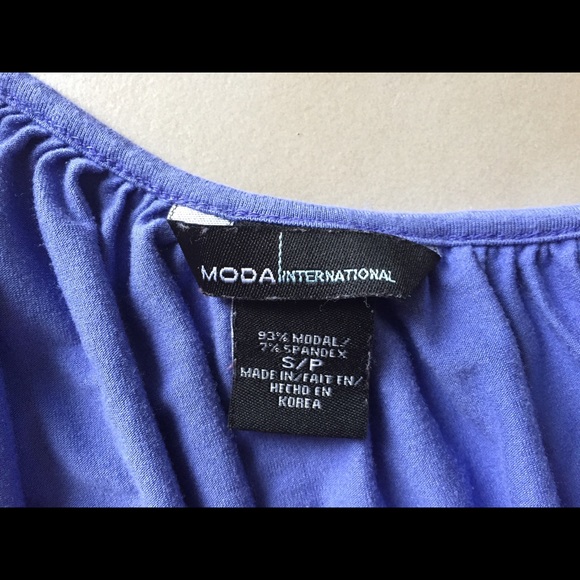 MODA INTERNATIONAL
93% MODAL/
7% SPANDEX
S/P
MADE IN/FAIT EN/
HECHO EN
KOREA